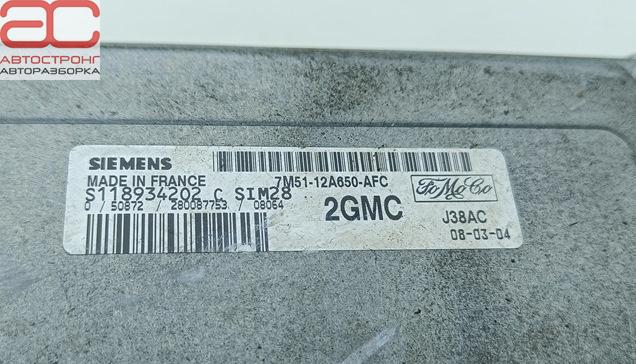 АС
АВТОСТРОНГ
АВТОРАЗБОРКА
SIEMENS
MADE IN FRANCE
7M51-12A650-AFC
S118934202 C SIM28
0 / 50872 / 280087753 / 08064
2GMC
FoMoCo
J38AC
08-03-04